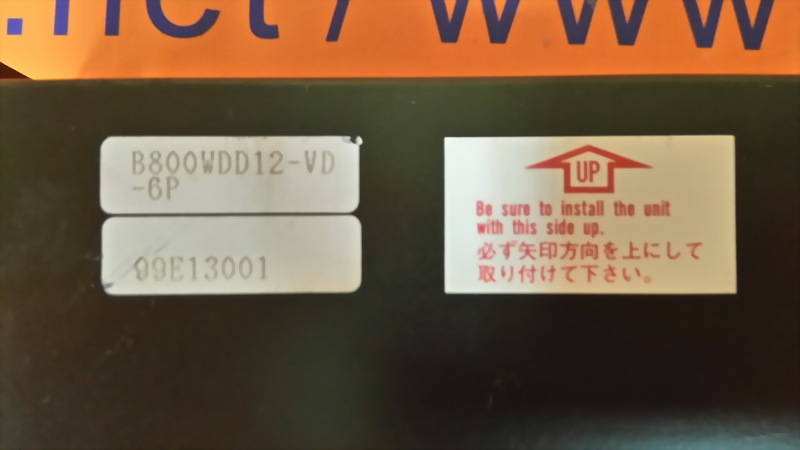 .net / www
B800WDD12-VD
-6P
09E13001
UP
Be sure to install the unit
with this side up.
必ず矢印方向を上にして
取り付けて下さい。